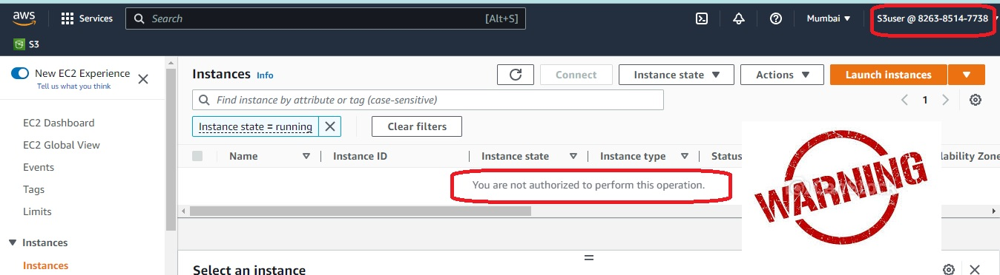 aws Services Search [Alt+S] Mumbai S3user @ 8263-8514-7738
S3
New EC2 Experience
Tell us what you think
EC2 Dashboard
EC2 Global View
Events
Tags
Limits
Instances
Instances
Instances Info Connect Instance state Actions Launch instances
Find instance by attribute or tag (case-sensitive) 1
Instance state = running Clear filters
Name Instance ID Instance state Instance type Status Zone
You are not authorized to perform this operation.
WARNING
Select an instance